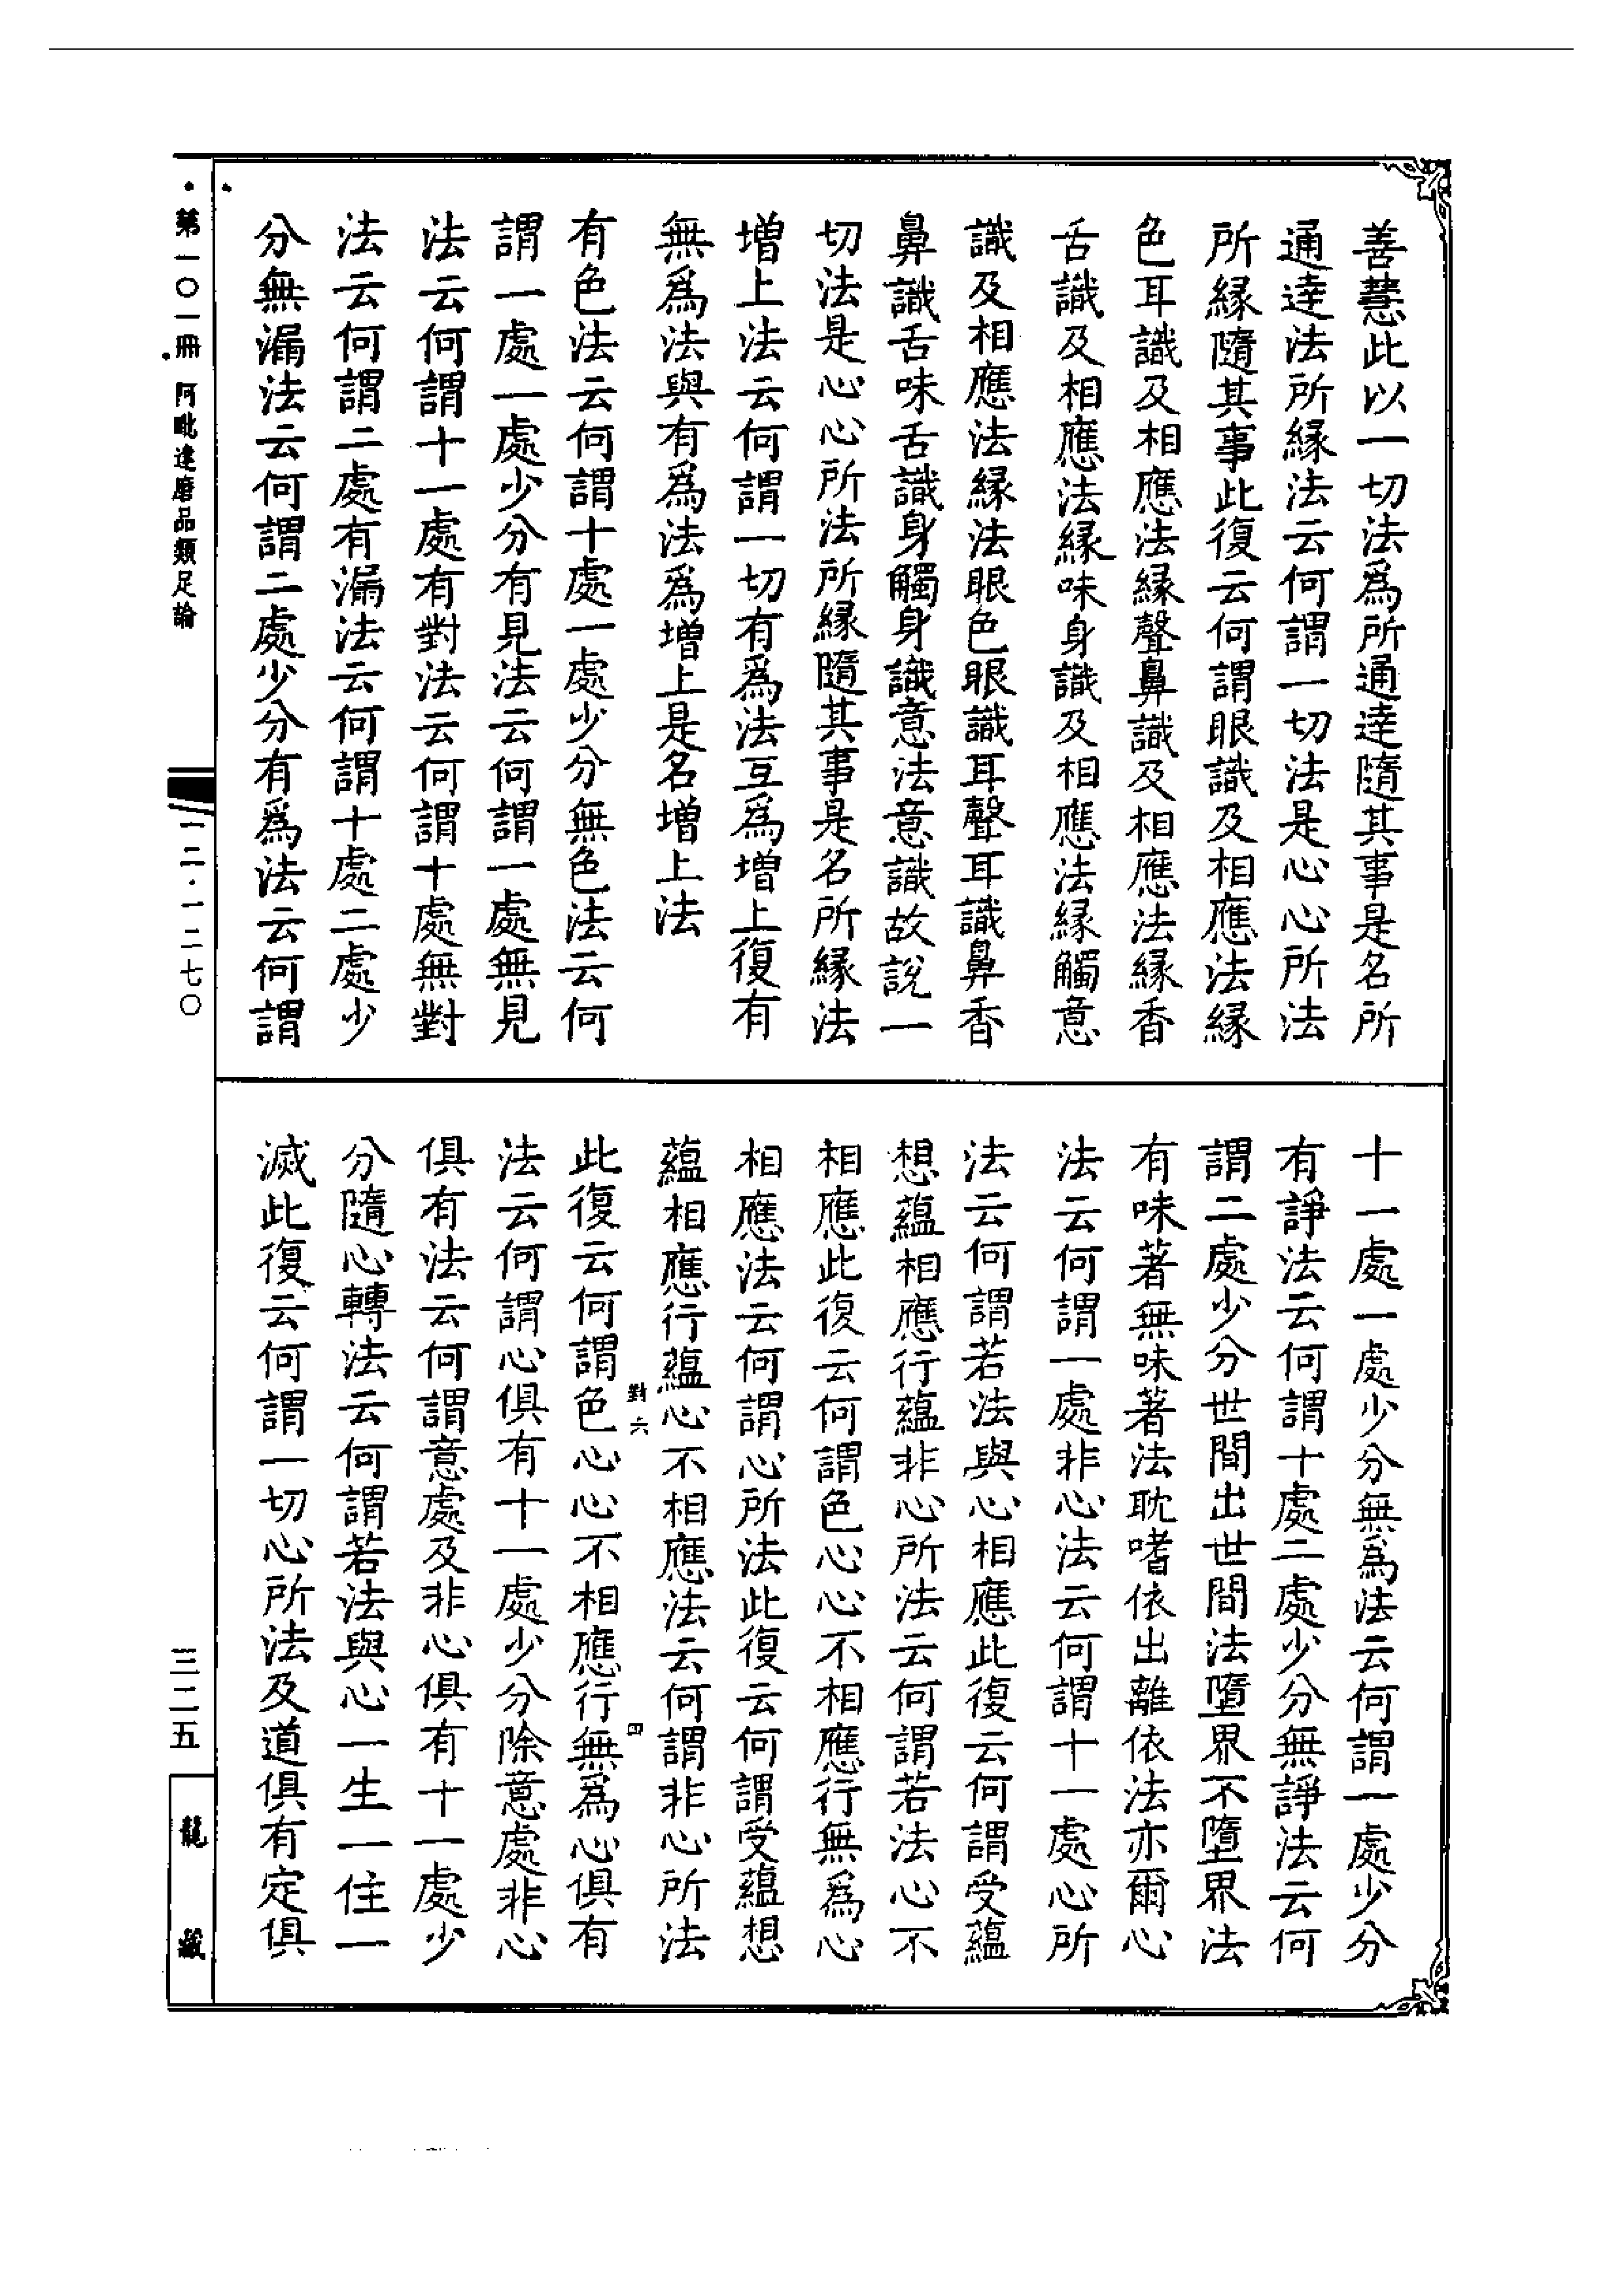 善慧此以一切法爲所通達隨其事是名所
通達法所縁法云何謂一切法是心心所法
所縁隨其事此復云何謂眼識及相應法縁
色耳識及相應法縁聲鼻識及相應法縁香
舌識及相應法縁味身識及相應法縁觸意
識及相應法縁法眼色眼識耳聲耳識鼻香
鼻識舌味舌識身觸身識意法意識故說一
切法是心心所法所縁隨其事是名所縁法
增上法云何謂一切有爲法互爲增上復有
無爲法與有爲法爲增上是名增上法
有色法云何謂十處一處少分無色法云何
謂一處一處少分有見法云何謂一處無見
法云何謂十一處有對法云何謂十處無對
法云何謂二處有漏法云何謂十處二處少
分無漏法云何謂二處少分有爲法云何謂
十一處一處少分無爲法云何謂一處少分
有諍法云何謂十處二處少分無諍法云何
謂二處少分世間出世間法墮界不墮界法
有味著無味著法耽嗜依出離依法亦爾心
法云何謂一處非心法云何謂十一處心所
法云何謂若法與心相應此復云何謂受蘊
想蘊相應行蘊非心所法云何謂若法心不
相應此復云何謂色心心不相應行無爲心
相應法云何謂心所法此復云何謂受蘊想
蘊相應行蘊心不相應法云何謂非心所法
對六 四
此復云何謂色心心不相應行無爲心俱有
法云何謂心俱有十一處少分除意處非心
俱有法云何謂意處及非心俱有十一處少
分隨心轉法云何謂若法與心一生一住一
滅此復云何謂一切心所法及道俱有定俱
第一〇一冊 阿毗達磨品類足論
一二·一二七〇
三二五
龍藏